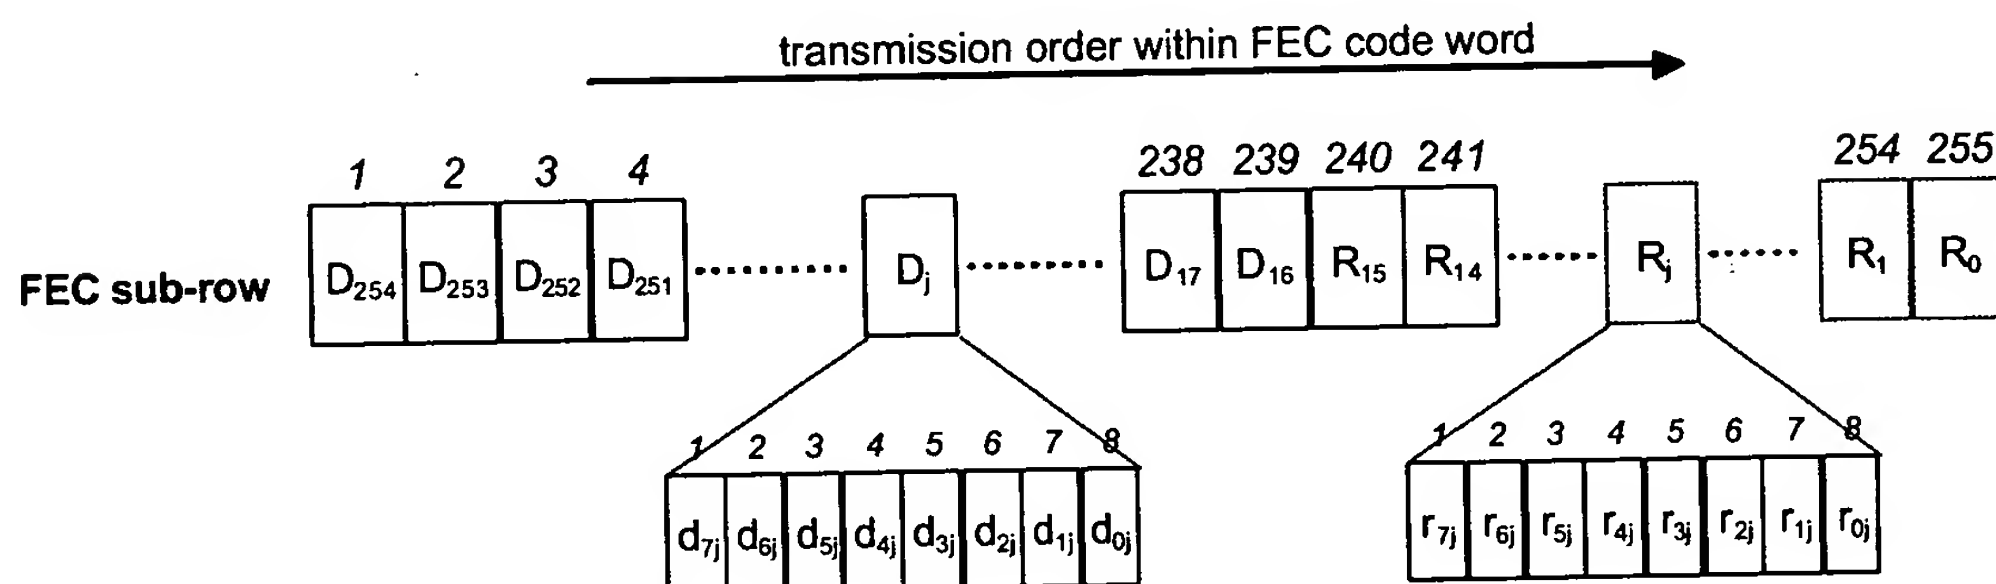 transmission order within FEC code word
1 2 3 4 238 239 240 241 254 255
FEC sub-row D₂₅₄ D₂₅₃ D₂₅₂ D₂₅₁ Dⱼ D₁₇ D₁₆ R₁₅ R₁₄ Rⱼ R₁ R₀
1 2 3 4 5 6 7 8 1 2 3 4 5 6 7 8
d₇ⱼ d₆ⱼ d₅ⱼ d₄ⱼ d₃ⱼ d₂ⱼ d₁ⱼ d₀ⱼ r₇ⱼ r₆ⱼ r₅ⱼ r₄ⱼ r₃ⱼ r₂ⱼ r₁ⱼ r₀ⱼ